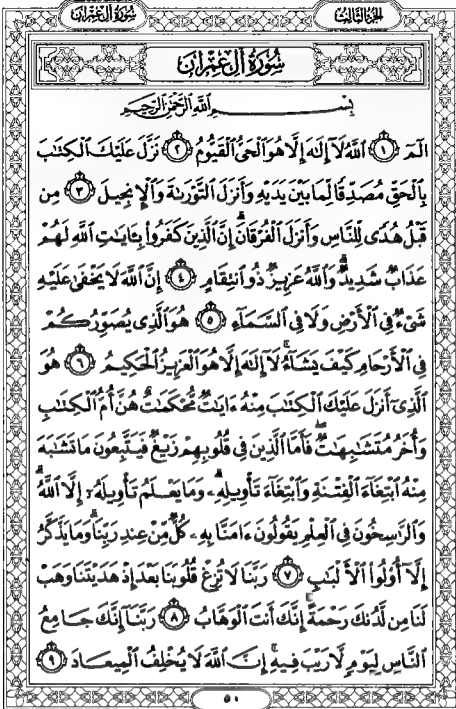 سُورَةُ آلِ عِمْرَانَ الجُزْءُ الثَّالِثُ
سُورَةُ آلِ عِمْرَانَ
بِسْمِ ٱللَّهِ ٱلرَّحْمَٰنِ ٱلرَّحِيمِ
الٓمٓ ۝١ ٱللَّهُ لَآ إِلَٰهَ إِلَّا هُوَ ٱلْحَىُّ ٱلْقَيُّومُ ۝٢ نَزَّلَ عَلَيْكَ ٱلْكِتَٰبَ
بِٱلْحَقِّ مُصَدِّقًا لِّمَا بَيْنَ يَدَيْهِ وَأَنزَلَ ٱلتَّوْرَىٰةَ وَٱلْإِنجِيلَ ۝٣ مِن
قَبْلُ هُدًى لِّلنَّاسِ وَأَنزَلَ ٱلْفُرْقَانَ ۗ إِنَّ ٱلَّذِينَ كَفَرُوا۟ بِـَٔايَٰتِ ٱللَّهِ لَهُمْ
عَذَابٌ شَدِيدٌ ۗ وَٱللَّهُ عَزِيزٌ ذُو ٱنتِقَامٍ ۝٤ إِنَّ ٱللَّهَ لَا يَخْفَىٰ عَلَيْهِ
شَىْءٌ فِى ٱلْأَرْضِ وَلَا فِى ٱلسَّمَآءِ ۝٥ هُوَ ٱلَّذِى يُصَوِّرُكُمْ
فِى ٱلْأَرْحَامِ كَيْفَ يَشَآءُ ۚ لَآ إِلَٰهَ إِلَّا هُوَ ٱلْعَزِيزُ ٱلْحَكِيمُ ۝٦ هُوَ
ٱلَّذِىٓ أَنزَلَ عَلَيْكَ ٱلْكِتَٰبَ مِنْهُ ءَايَٰتٌ مُّحْكَمَٰتٌ هُنَّ أُمُّ ٱلْكِتَٰبِ
وَأُخَرُ مُتَشَٰبِهَٰتٌ ۖ فَأَمَّا ٱلَّذِينَ فِى قُلُوبِهِمْ زَيْغٌ فَيَتَّبِعُونَ مَا تَشَٰبَهَ
مِنْهُ ٱبْتِغَآءَ ٱلْفِتْنَةِ وَٱبْتِغَآءَ تَأْوِيلِهِۦ ۗ وَمَا يَعْلَمُ تَأْوِيلَهُۥٓ إِلَّا ٱللَّهُ ۗ
وَٱلرَّٰسِخُونَ فِى ٱلْعِلْمِ يَقُولُونَ ءَامَنَّا بِهِۦ كُلٌّ مِّنْ عِندِ رَبِّنَا ۗ وَمَا يَذَّكَّرُ
إِلَّآ أُو۟لُوا۟ ٱلْأَلْبَٰبِ ۝٧ رَبَّنَا لَا تُزِغْ قُلُوبَنَا بَعْدَ إِذْ هَدَيْتَنَا وَهَبْ
لَنَا مِن لَّدُنكَ رَحْمَةً ۚ إِنَّكَ أَنتَ ٱلْوَهَّابُ ۝٨ رَبَّنَآ إِنَّكَ جَامِعُ
ٱلنَّاسِ لِيَوْمٍ لَّا رَيْبَ فِيهِ ۚ إِنَّ ٱللَّهَ لَا يُخْلِفُ ٱلْمِيعَادَ ۝٩
٥٠